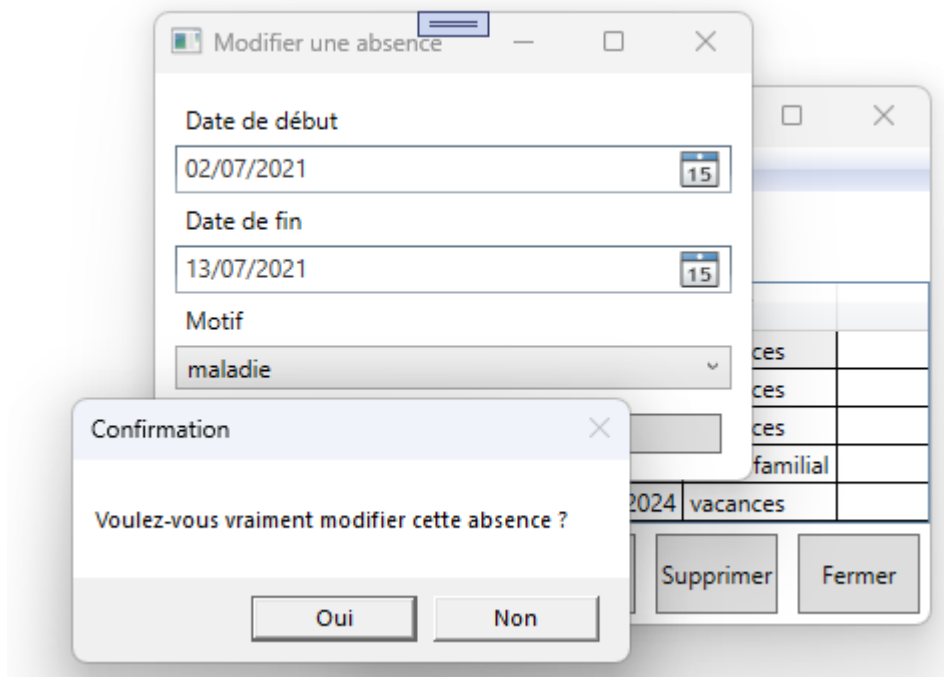 Modifier une absence
Date de début
02/07/2021
15
Date de fin
13/07/2021
15
Motif
maladie
ces
ces
ces
familial
2024 vacances
Confirmation
Voulez-vous vraiment modifier cette absence ?
Oui Non
Supprimer Fermer